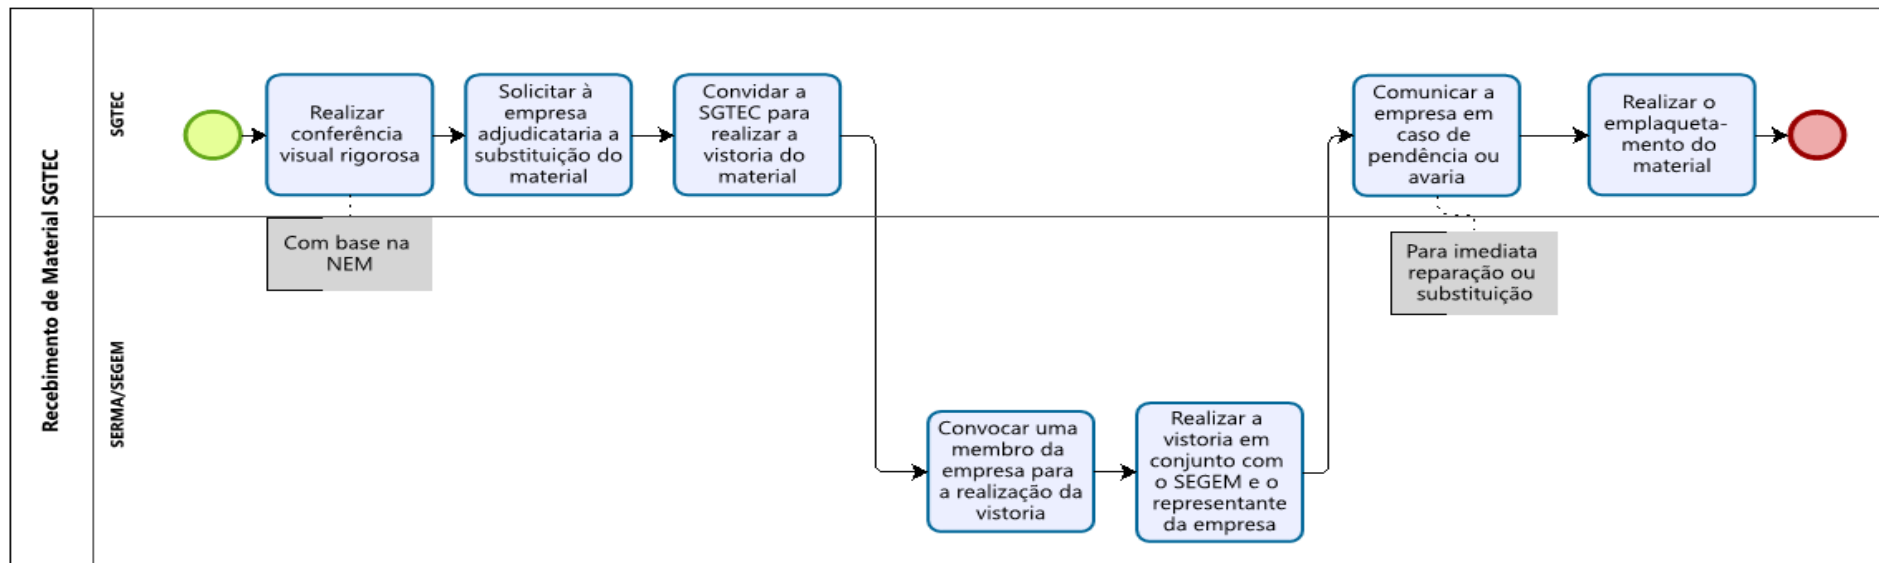 Recebimento de Material SGTEC
SGTEC
Realizar
conferência
visual rigorosa
Solicitar à
empresa
adjudicataria a
substituição do
material
Convidar a
SGTEC para
realizar a
vistoria do
material
Comunicar a
empresa em
caso de
pendência ou
avaria
Realizar o
emplaqueta-
mento do
material
Com base na
NEM
Para imediata
reparação ou
substituição
SERMA/SEGEM
Convocar uma
membro da
empresa para
a realização da
vistoria
Realizar a
vistoria em
conjunto com
o SEGEM e o
representante
da empresa